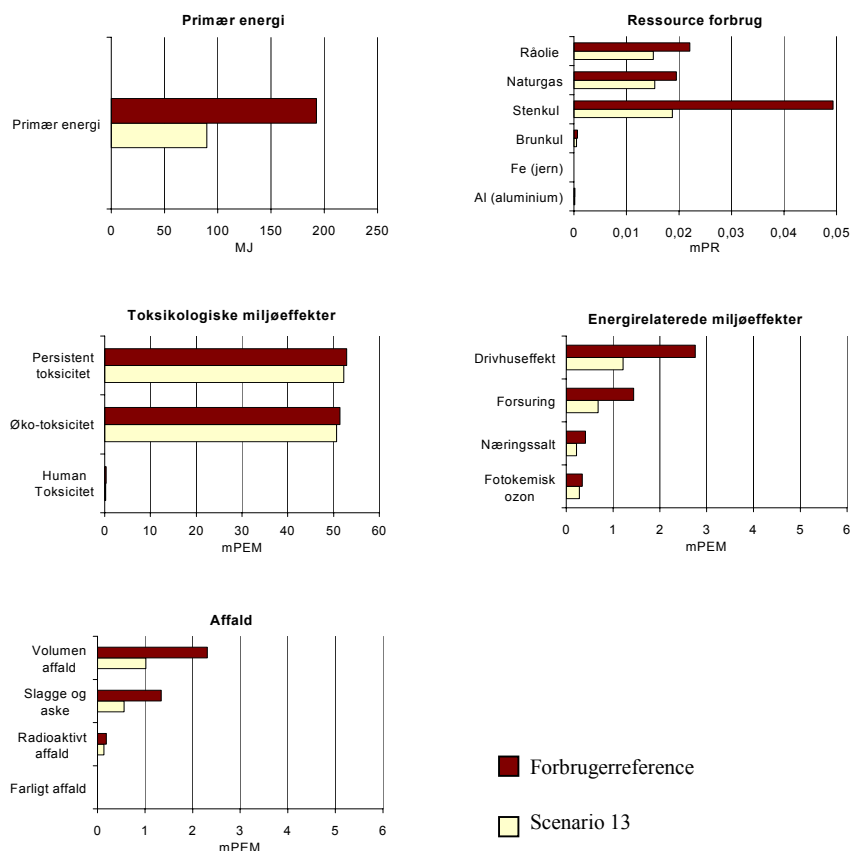 Primær energi
Primær energi
0 50 100 150 200 250
MJ
Ressource forbrug
Råolie
Naturgas
Stenkul
Brunkul
Fe (jern)
Al (aluminium)
0 0,01 0,02 0,03 0,04 0,05
mPR
Toksikologiske miljøeffekter
Persistent
toksicitet
Øko-toksicitet
Human
Toksicitet
0 10 20 30 40 50 60
mPEM
Energirelaterede miljøeffekter
Drivhuseffekt
Forsuring
Næringssalt
Fotokemisk
ozon
0 1 2 3 4 5 6
mPEM
Affald
Volumen
affald
Slagge og
aske
Radioaktivt
affald
Farligt affald
0 1 2 3 4 5 6
mPEM
Forbrugerreference
Scenario 13